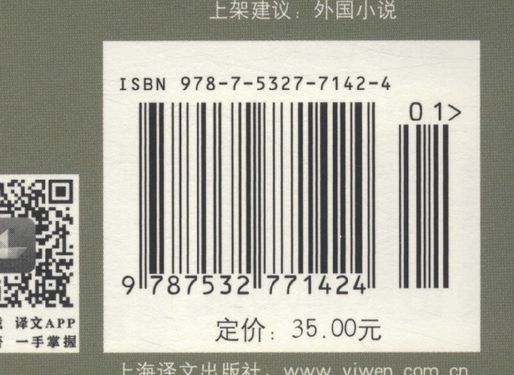 上架建议：外国小说
ISBN 978-7-5327-7142-4
01>
9 787532 771424
译文APP
一手掌握
定价：35.00元
上海译文出版社：www.yiwen.com.cn